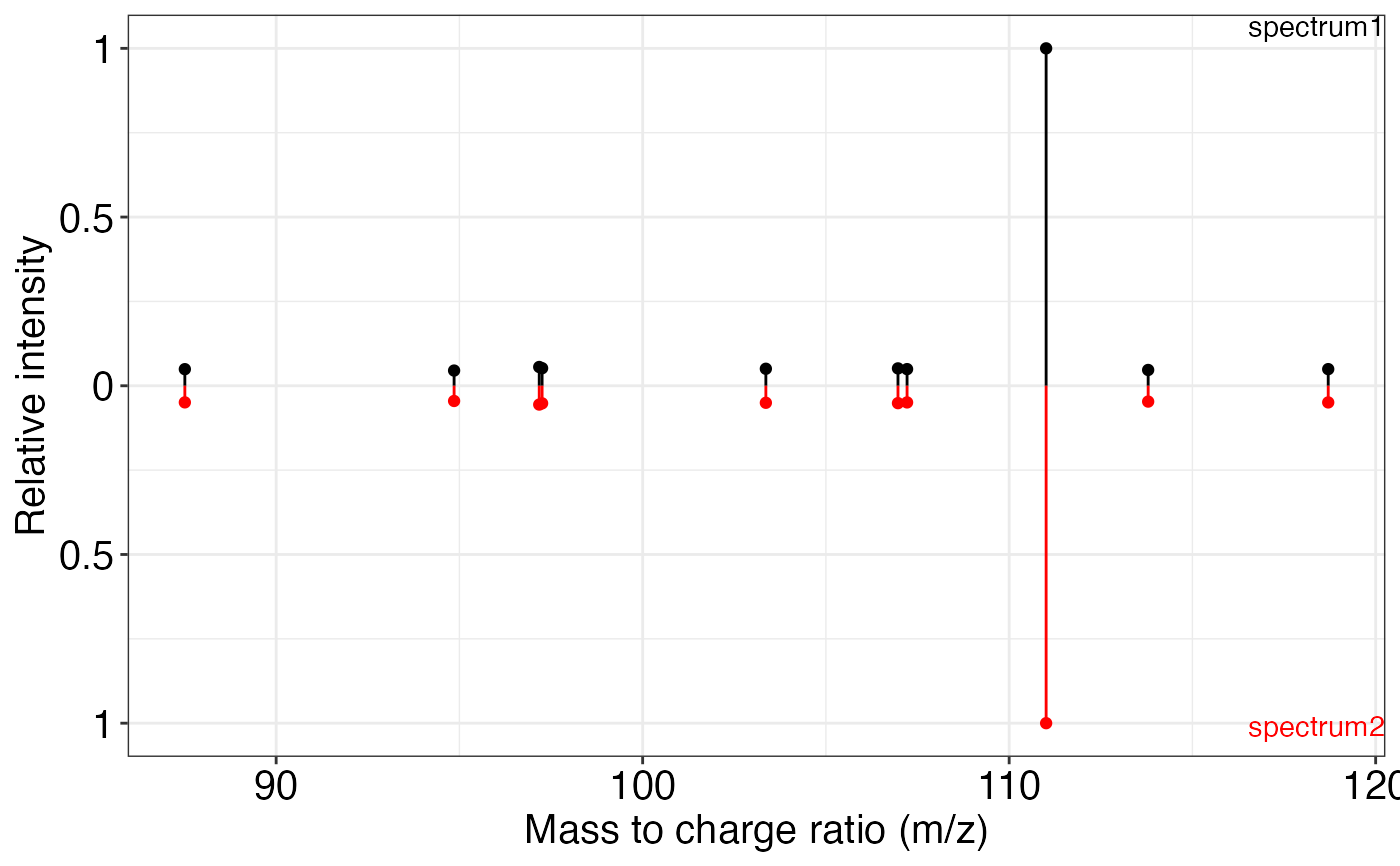 spectrum1
1
0.5
0
0.5
1
spectrum2
Relative intensity
90 100 110 120
Mass to charge ratio (m/z)